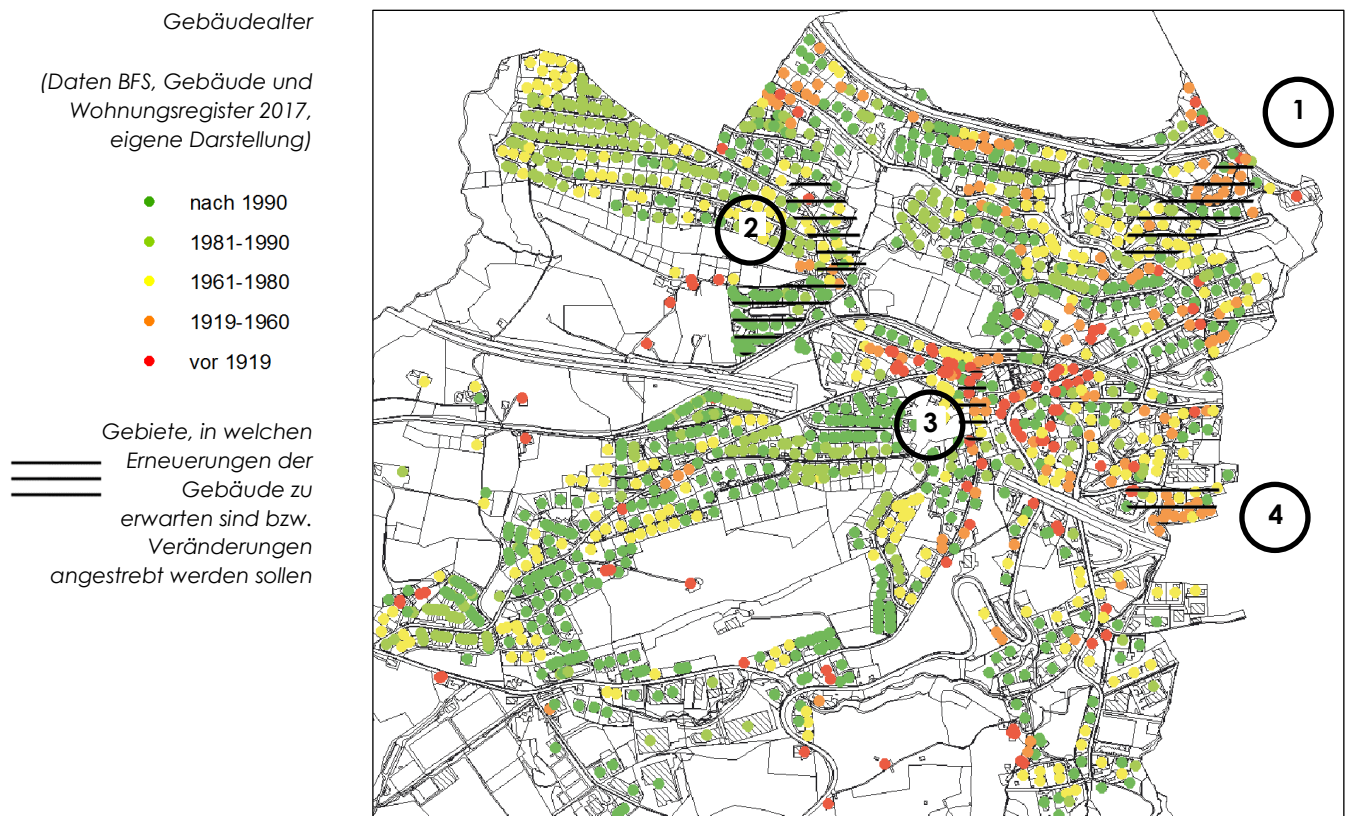 Gebäudealter
(Daten BFS, Gebäude und
Wohnungsregister 2017,
eigene Darstellung)
nach 1990
1981-1990
1961-1980
1919-1960
vor 1919
Gebiete, in welchen
Erneuerungen der
Gebäude zu
erwarten sind bzw.
Veränderungen
angestrebt werden sollen
1
2
3
4